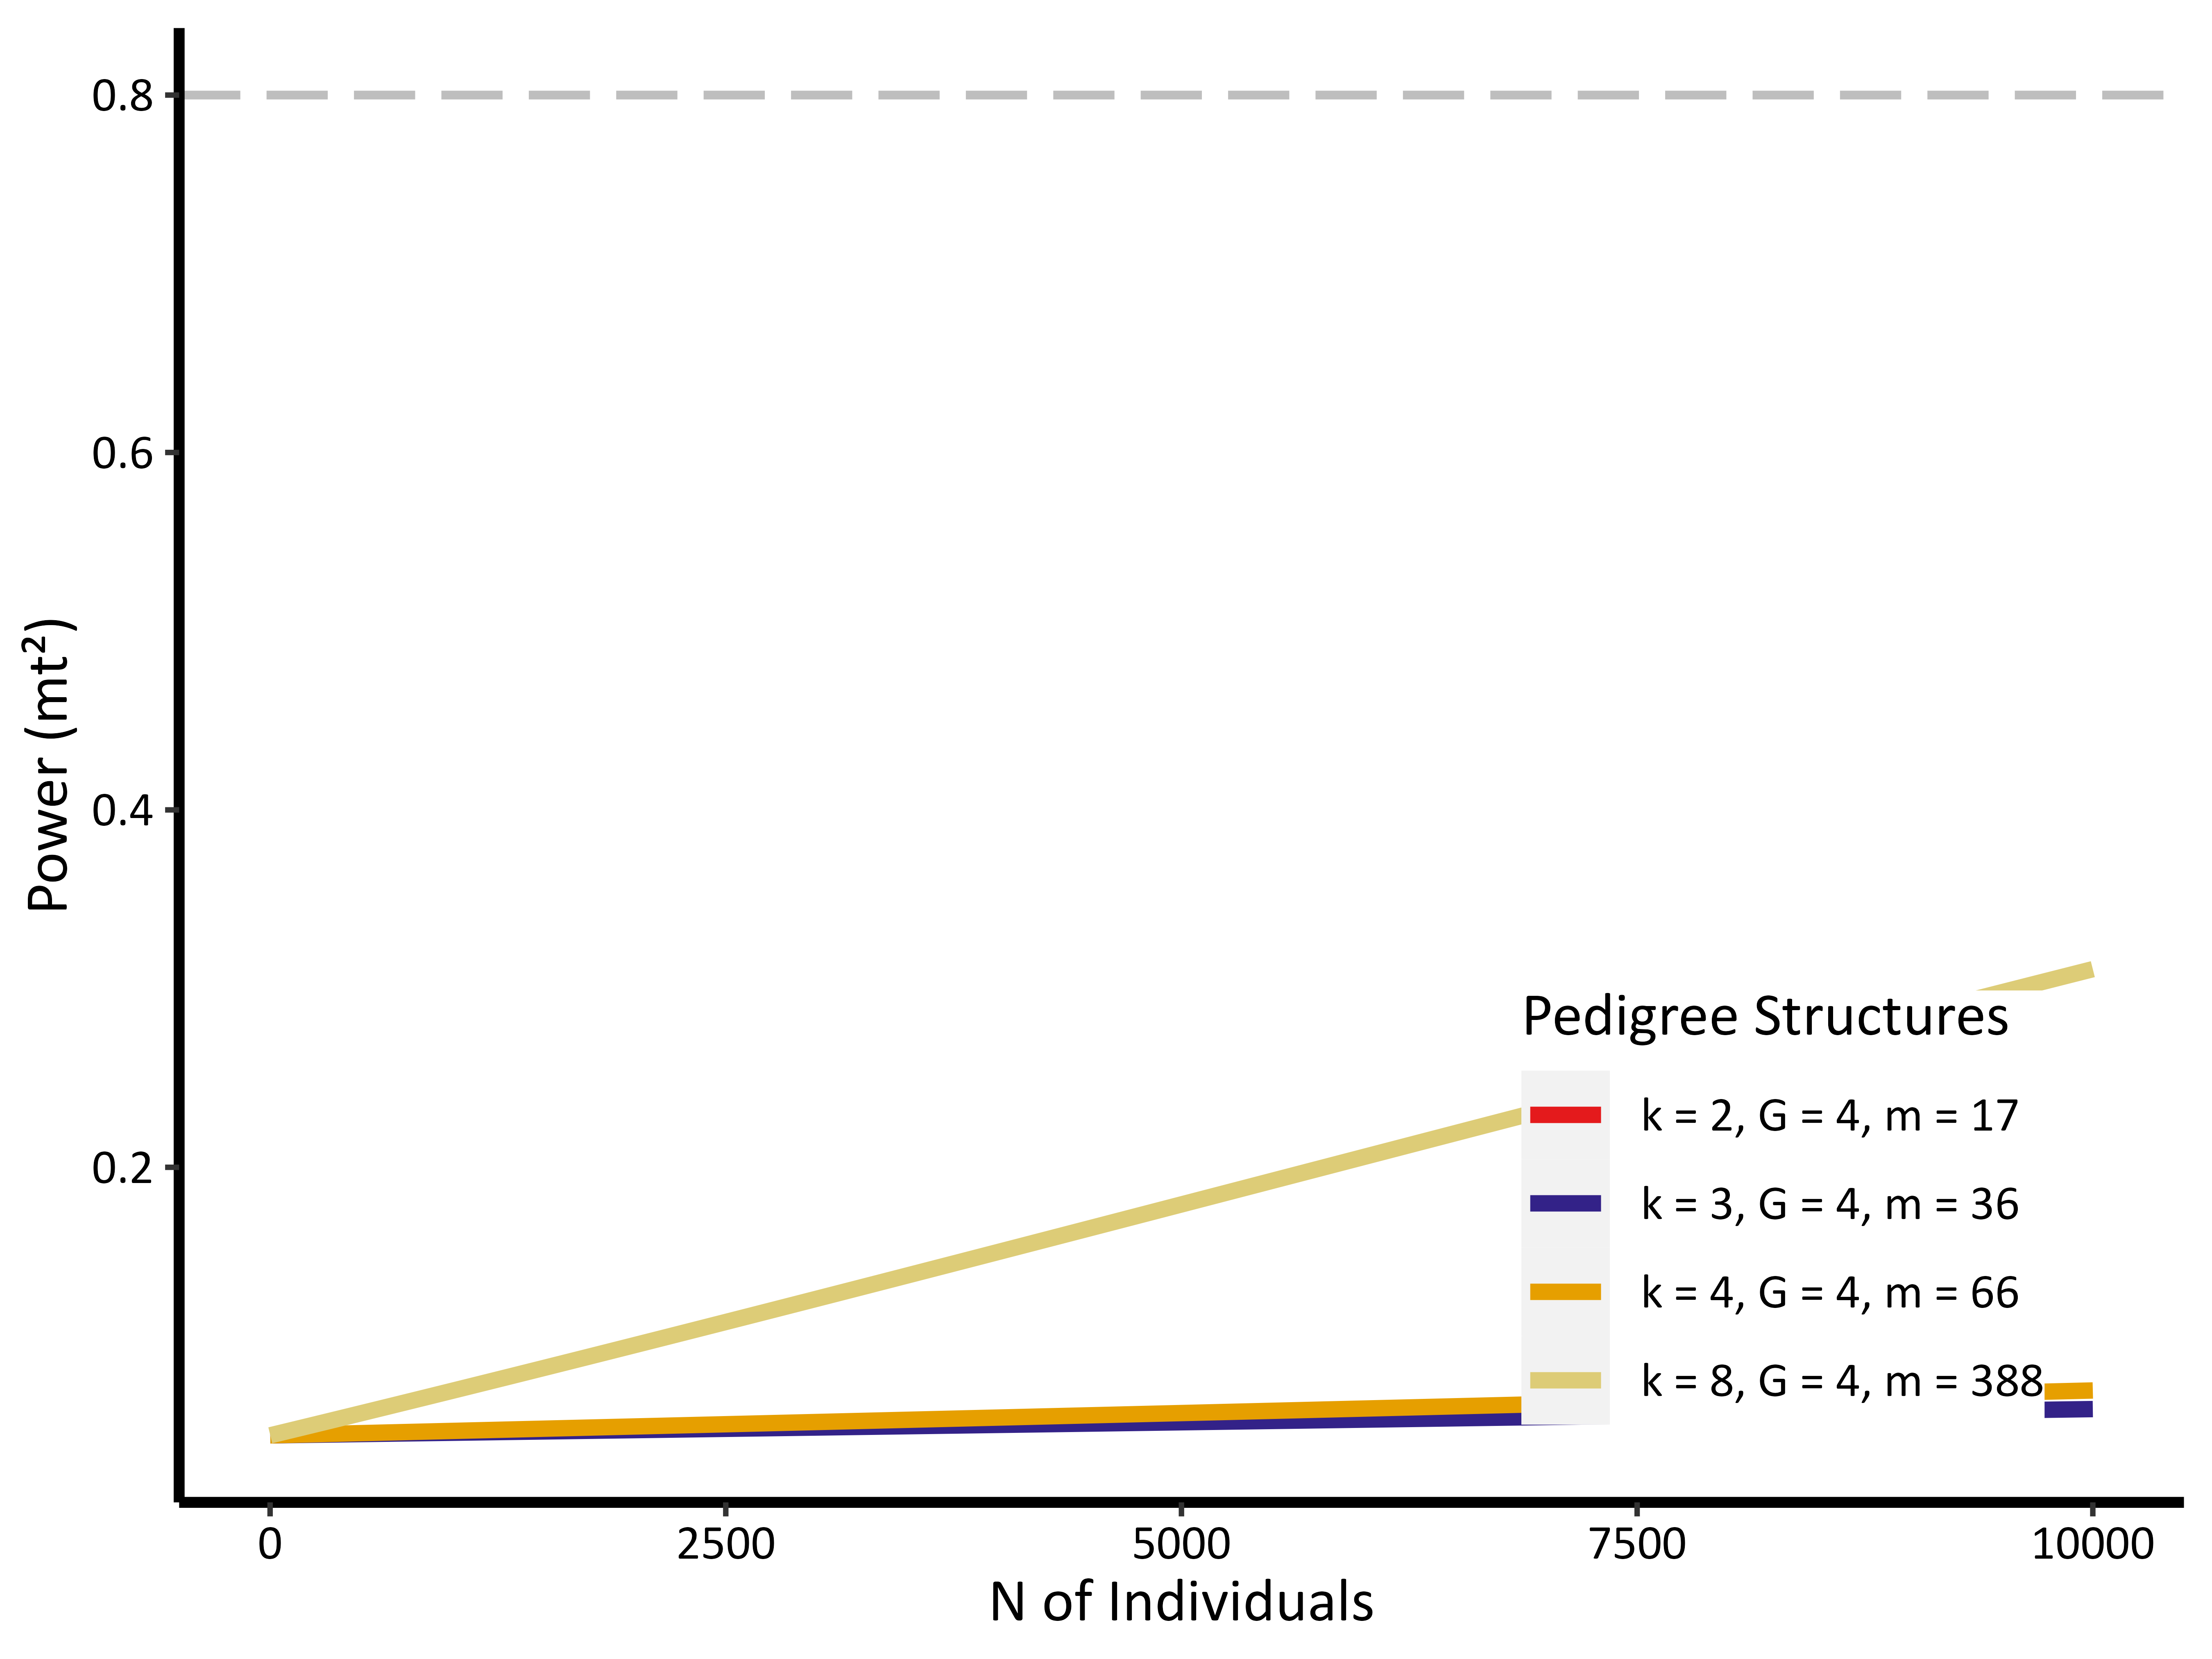 0.8
0.6
0.4
0.2
Power (mt²)
0
2500
5000
7500
10000
N of Individuals
Pedigree Structures
k = 2, G = 4, m = 17
k = 3, G = 4, m = 36
k = 4, G = 4, m = 66
k = 8, G = 4, m = 388